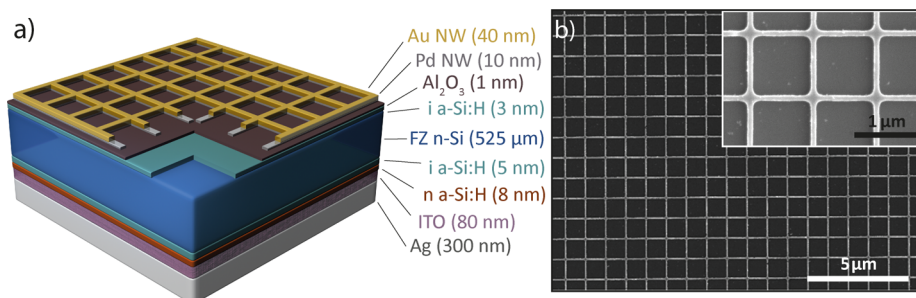 a)
Au NW (40 nm)
Pd NW (10 nm)
Al₂O₃ (1 nm)
i a-Si:H (3 nm)
FZ n-Si (525 µm)
i a-Si:H (5 nm)
n a-Si:H (8 nm)
ITO (80 nm)
Ag (300 nm)
b)
1 µm
5 µm